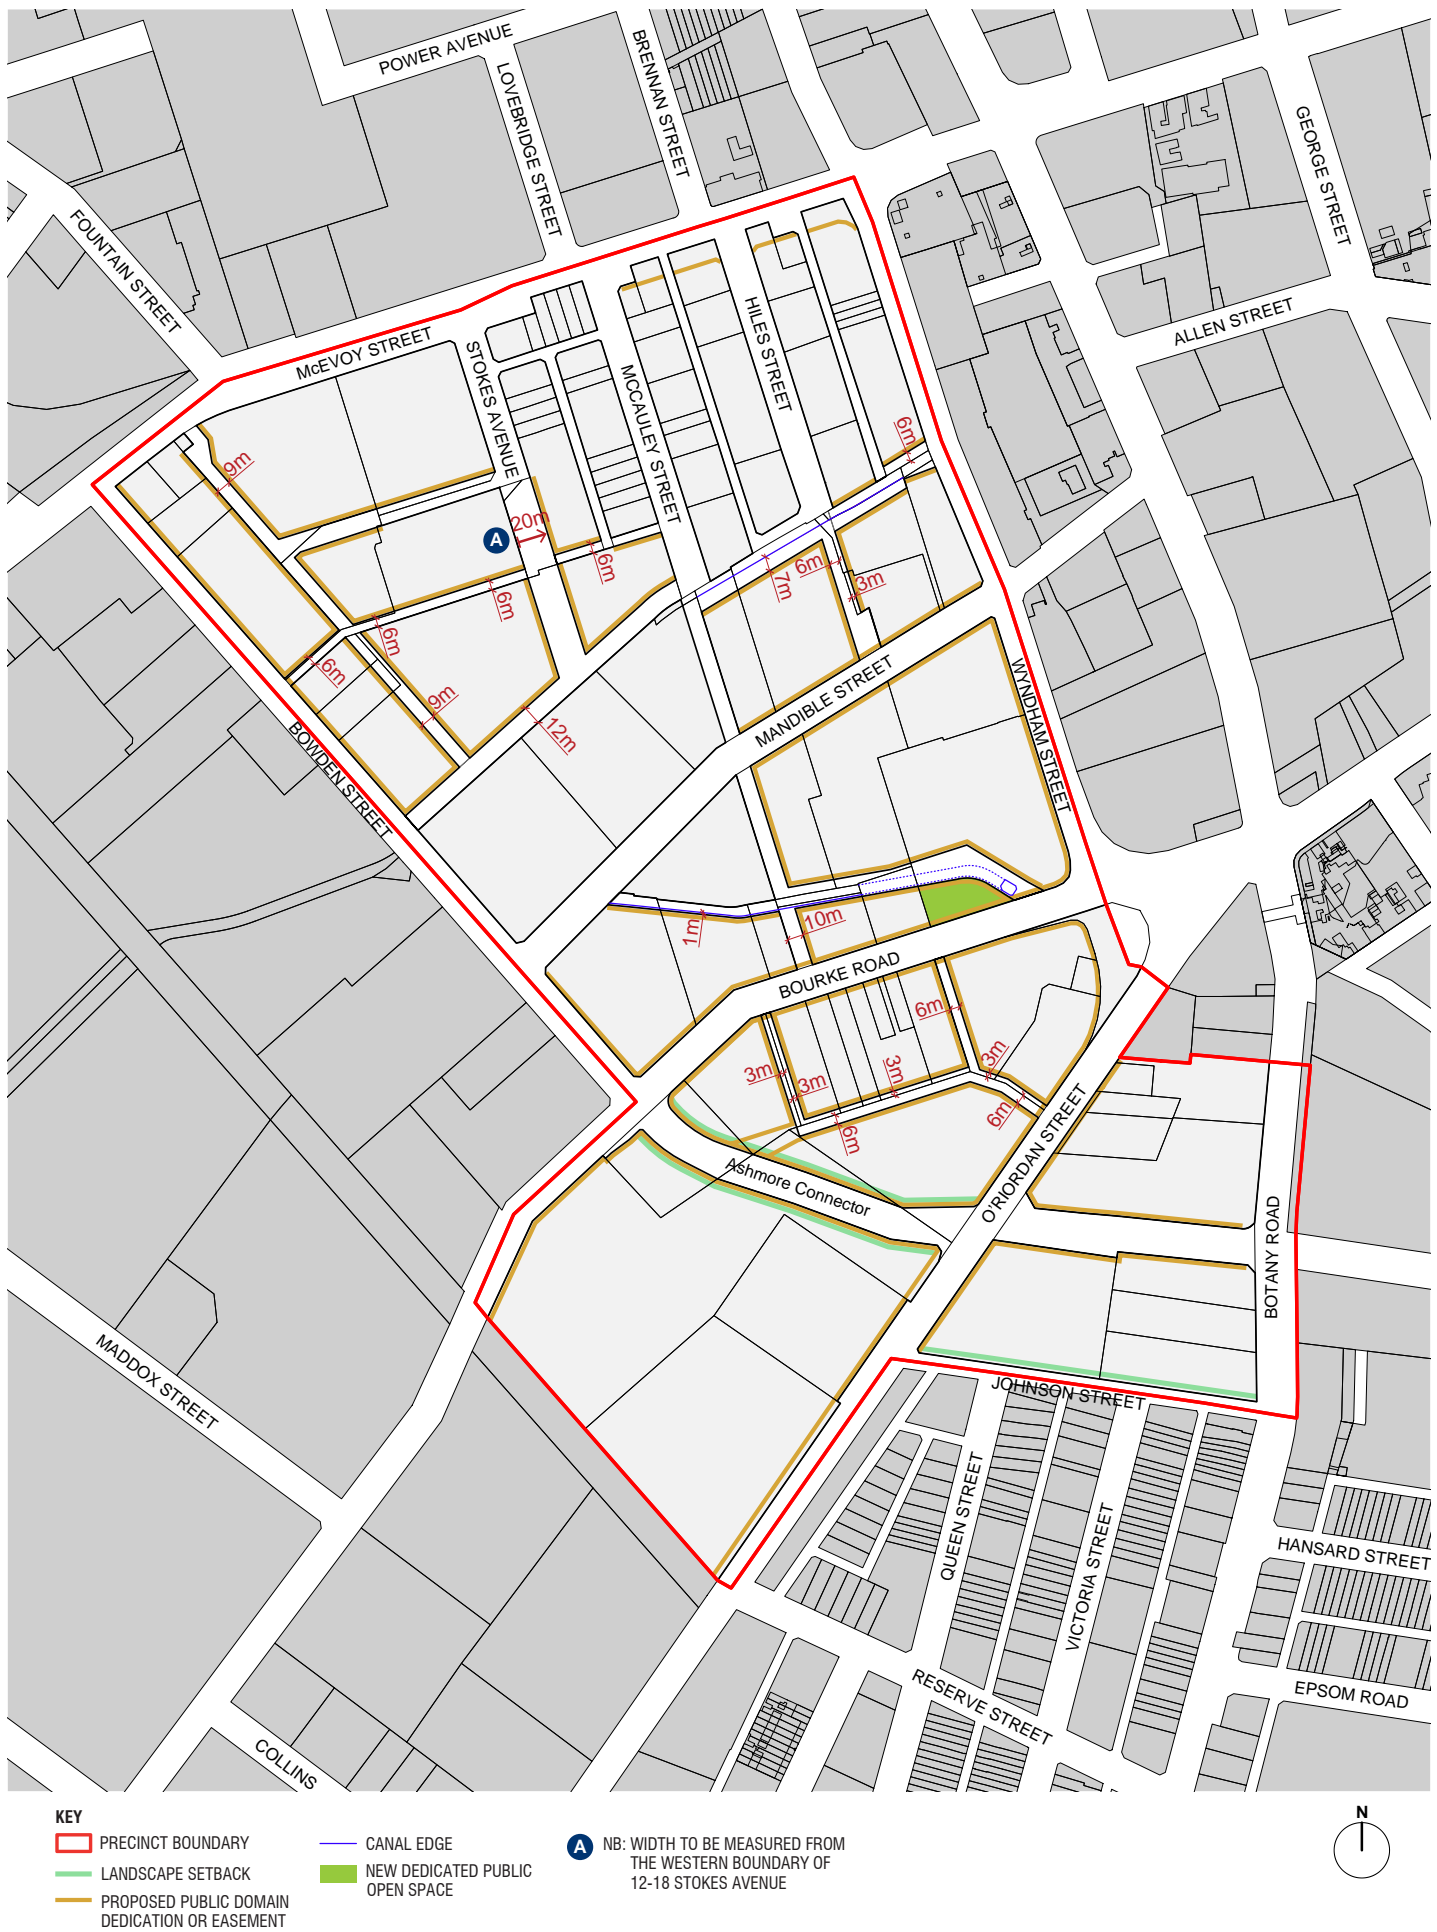 POWER AVENUE
LOVEBRIDGE STREET
BRENNAN STREET
GEORGE STREET
FOUNTAIN STREET
ALLEN STREET
McEVOY STREET
STOKES AVENUE
MCCAULEY STREET
HILES STREET
6m
9m
A
20m
6m
7m
6m
3m
6m
6m
6m
9m
12m
MANDIBLE STREET
WYNDHAM STREET
BOWDEN STREET
1m
10m
BOURKE ROAD
6m
3m
3m
3m
3m
6m
6m
Ashmore Connector
O'RIORDAN STREET
BOTANY ROAD
MADDOX STREET
JOHNSON STREET
QUEEN STREET
VICTORIA STREET
HANSARD STREET
RESERVE STREET
EPSOM ROAD
COLLINS
KEY
PRECINCT BOUNDARY
LANDSCAPE SETBACK
PROPOSED PUBLIC DOMAIN
DEDICATION OR EASEMENT
CANAL EDGE
NEW DEDICATED PUBLIC
OPEN SPACE
A NB: WIDTH TO BE MEASURED FROM
THE WESTERN BOUNDARY OF
12-18 STOKES AVENUE
N